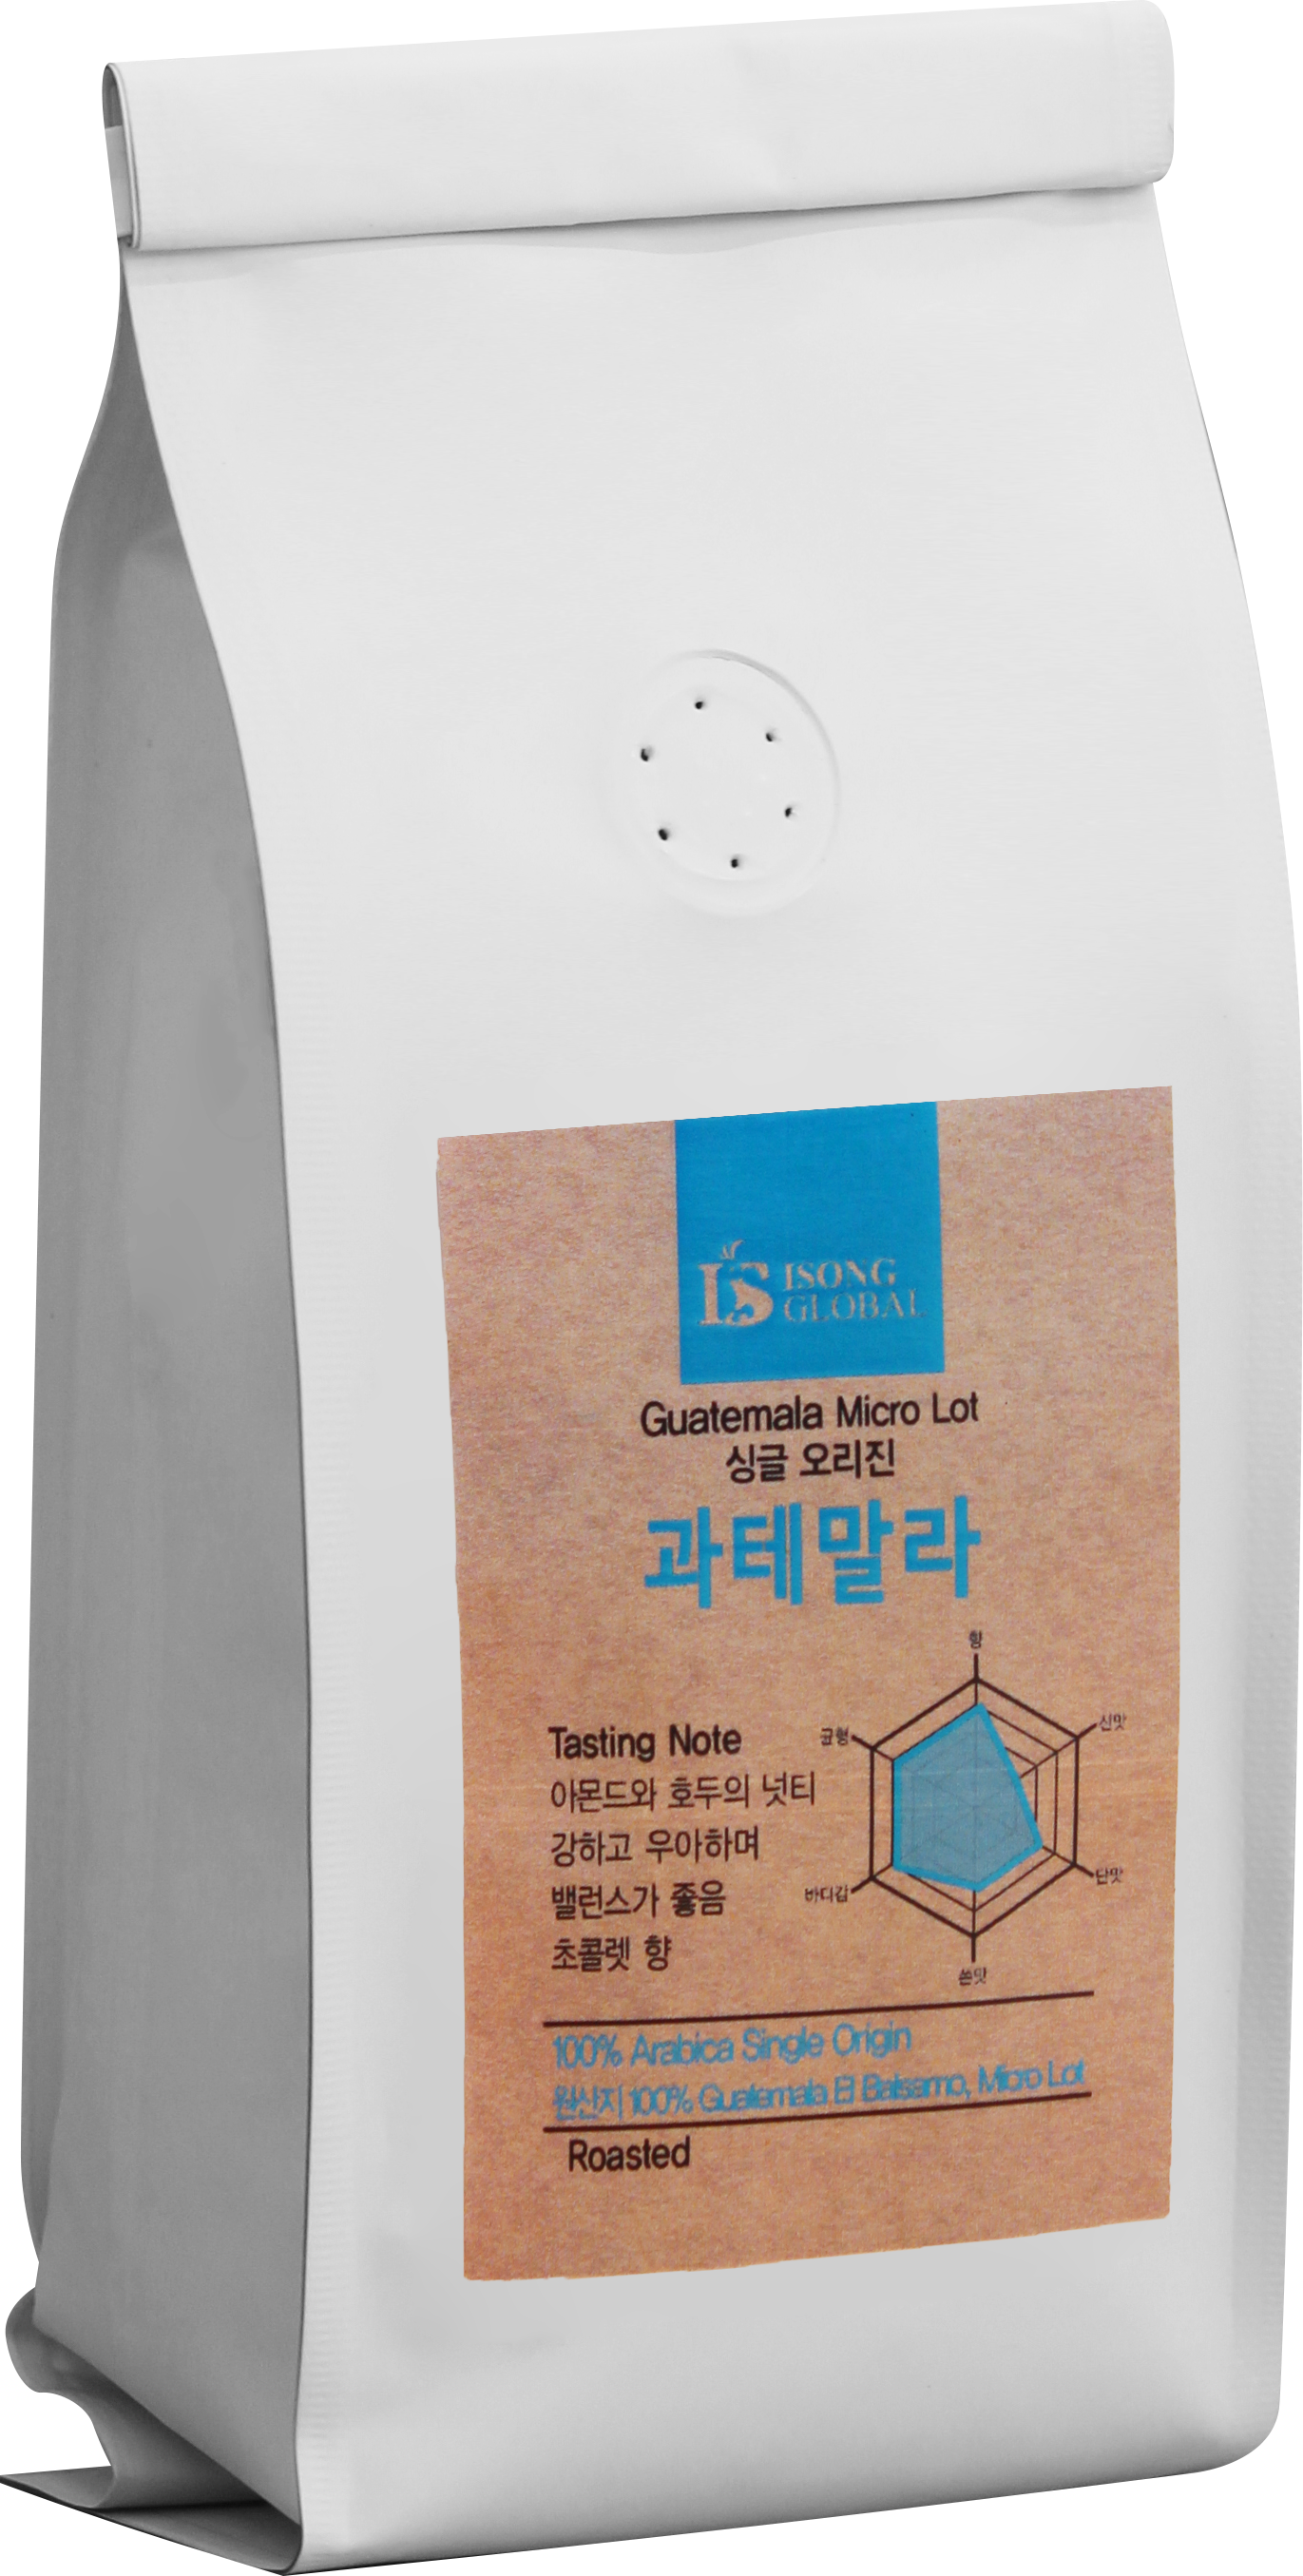 IS ISONG
GLOBAL
Guatemala Micro Lot
싱글 오리진
과테말라
향
신맛
균형
Tasting Note
아몬드와 호두의 넛티
강하고 우아하며
밸런스가 좋음
초콜렛 향
단맛
바디감
쓴맛
100% Arabica Single Origin
원산지 100% Guatemala El Balsamo, Micro Lot
Roasted